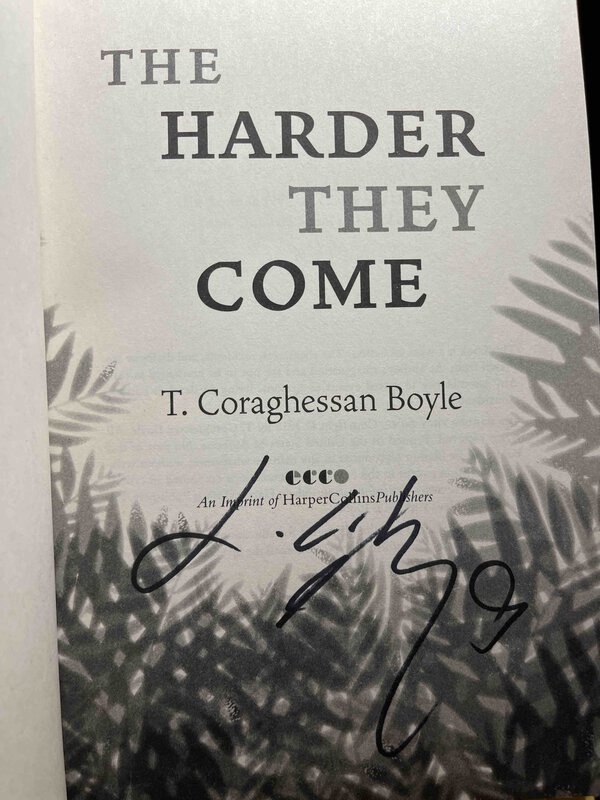 THE
HARDER
THEY
COME
T. Coraghessan Boyle
ecco
An Imprint of HarperCollinsPublishers